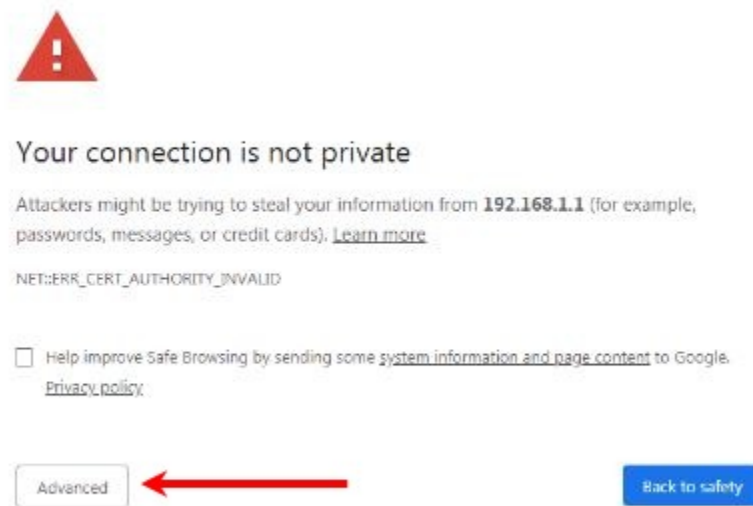 Your connection is not private
Attackers might be trying to steal your information from 192.168.1.1 (for example,
passwords, messages, or credit cards). Learn more
NET::ERR_CERT_AUTHORITY_INVALID
Help improve Safe Browsing by sending some system information and page content to Google.
Privacy policy
Advanced
Back to safety